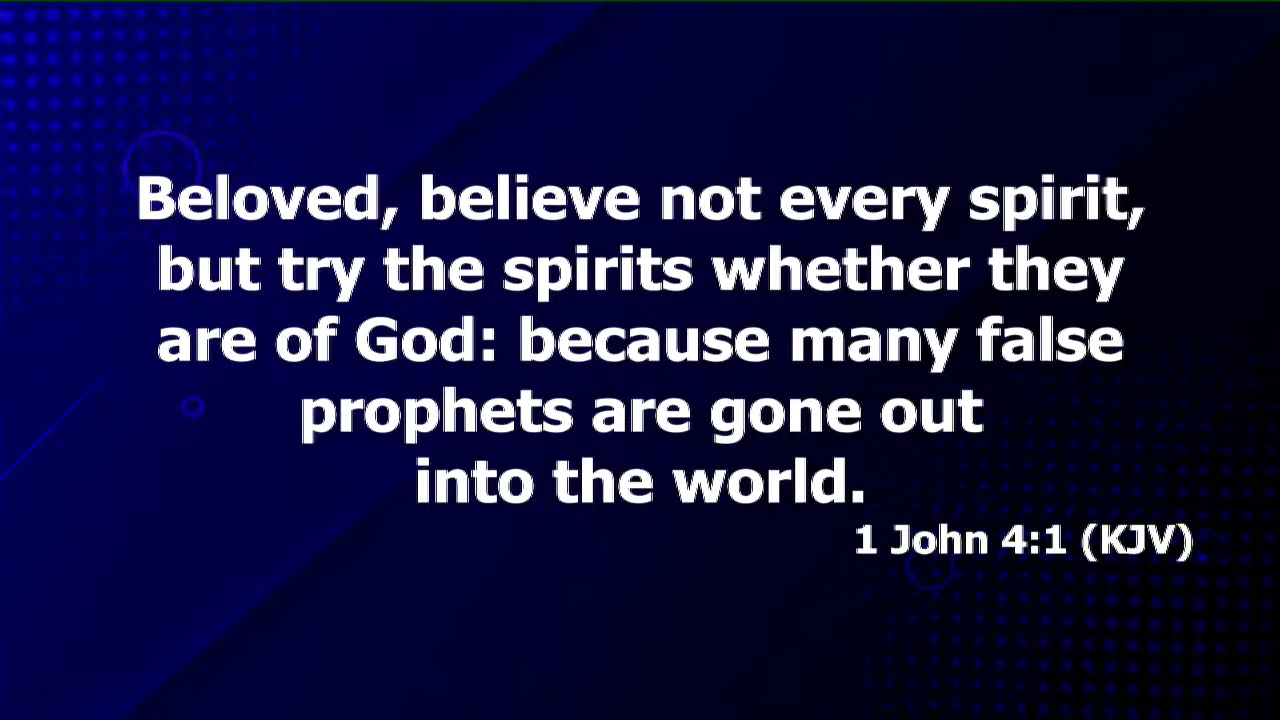 Beloved, believe not every spirit,
but try the spirits whether they
are of God: because many false
prophets are gone out
into the world.
1 John 4:1 (KJV)